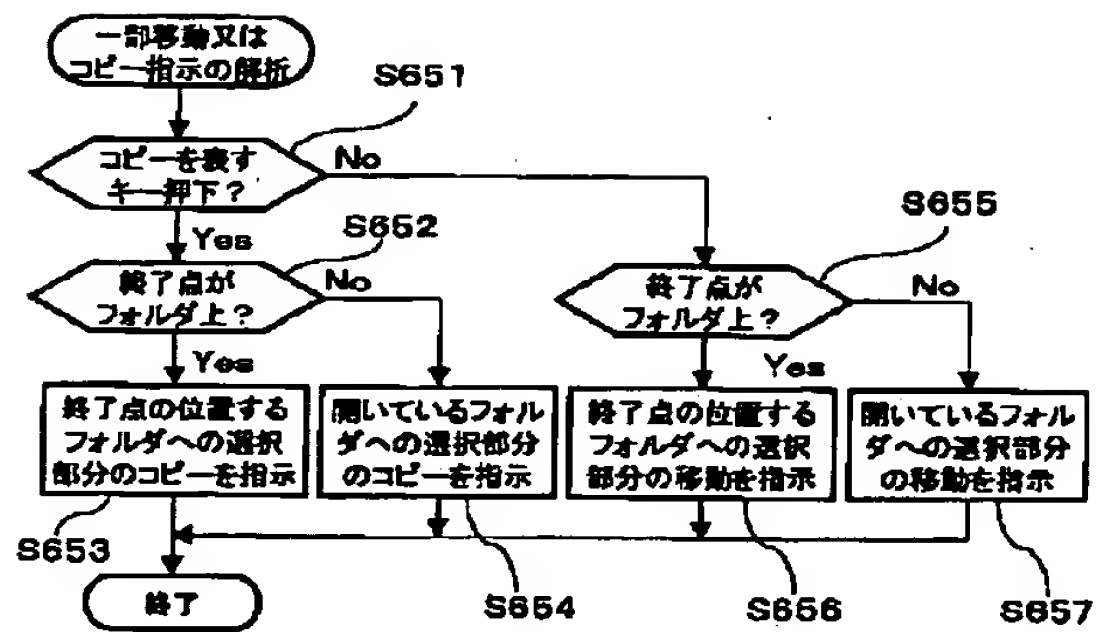 一部移動又は
コピー指示の解析
S651
コピーを表す
キー押下?
No
Yes
S652
S655
終了点が
フォルダ上?
No
終了点が
フォルダ上?
No
Yes
Yes
終了点の位置する
フォルダへの選択
部分のコピーを指示
開いているフォル
ダへの選択部分
のコピーを指示
終了点の位置する
フォルダへの選択
部分の移動を指示
開いているフォル
ダへの選択部分
の移動を指示
S653
S654
S656
S657
終了